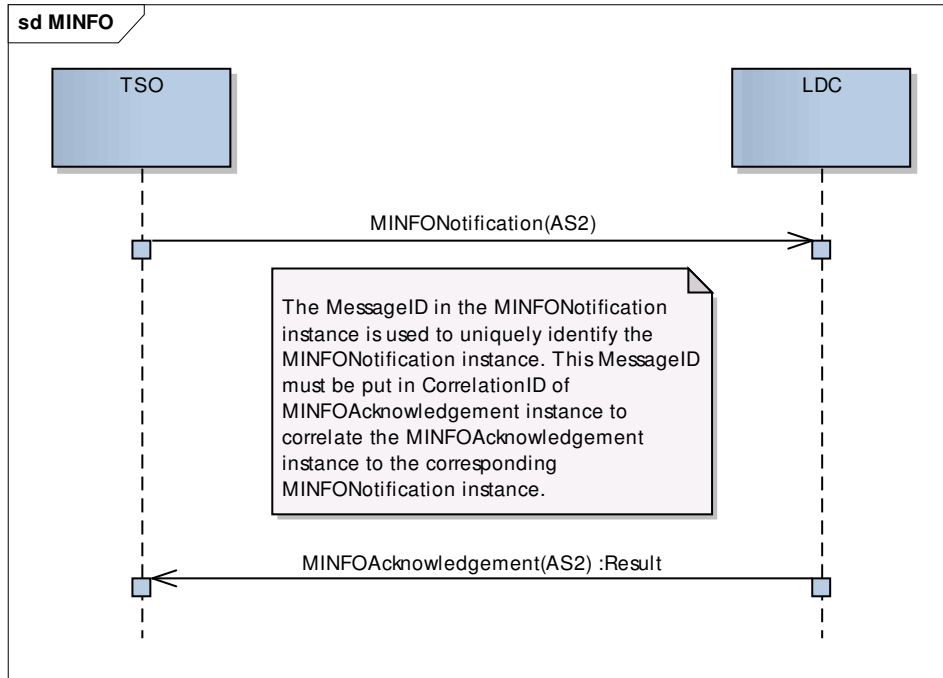 sd MINFO
TSO
LDC
MINFONotification(AS2)
The MessageID in the MINFONotification
instance is used to uniquely identify the
MINFONotification instance. This MessageID
must be put in CorrelationID of
MINFOAcknowledgement instance to
correlate the MINFOAcknowledgement
instance to the corresponding
MINFONotification instance.
MINFOAcknowledgement(AS2) :Result